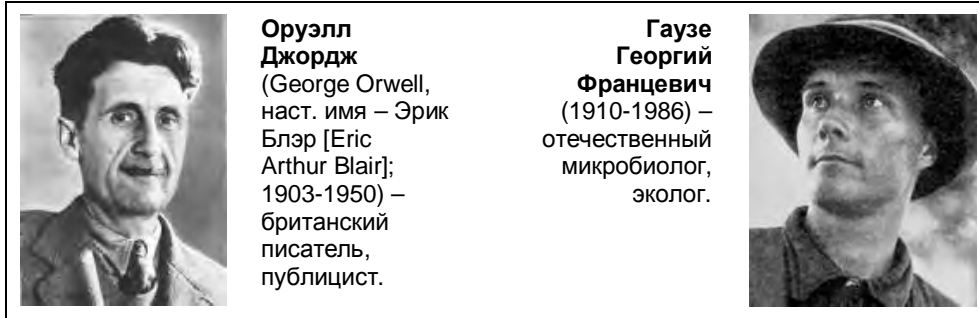 Оруэлл
Джордж
(George Orwell,
наст. имя – Эрик
Блэр [Eric
Arthur Blair];
1903-1950) –
британский
писатель,
публицист.
Гаузе
Георгий
Францевич
(1910-1986) –
отечественный
микробиолог,
эколог.